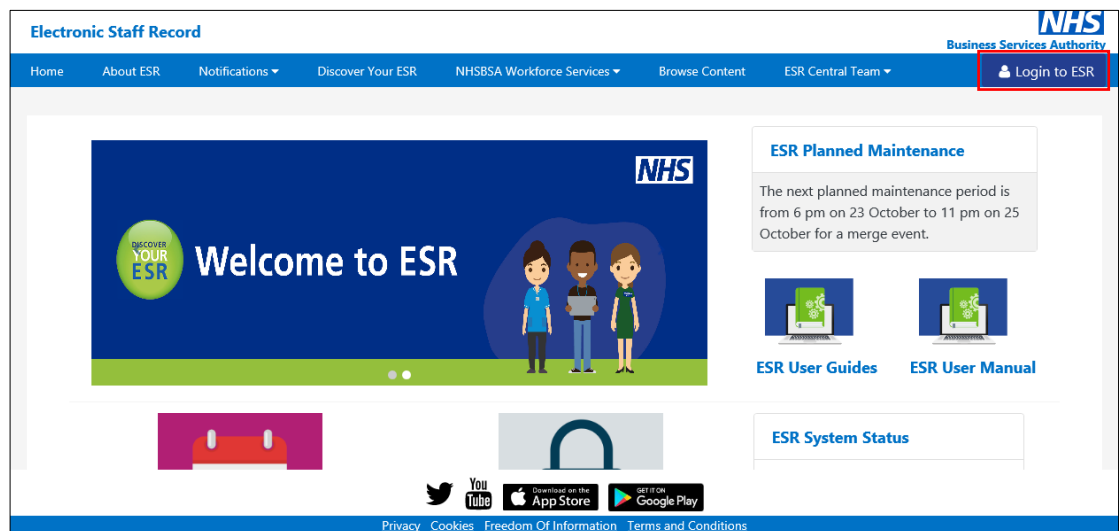 Electronic Staff Record
NHS
Business Services Authority
Home About ESR Notifications Discover Your ESR NHSBSA Workforce Services Browse Content ESR Central Team Login to ESR
NHS
DISCOVER
YOUR
ESR
Welcome to ESR
ESR Planned Maintenance
The next planned maintenance period is
from 6 pm on 23 October to 11 pm on 25
October for a merge event.
ESR User Guides
ESR User Manual
ESR System Status
You
Tube
Download on the
App Store
GET IT ON
Google Play
Privacy Cookies Freedom Of Information Terms and Conditions